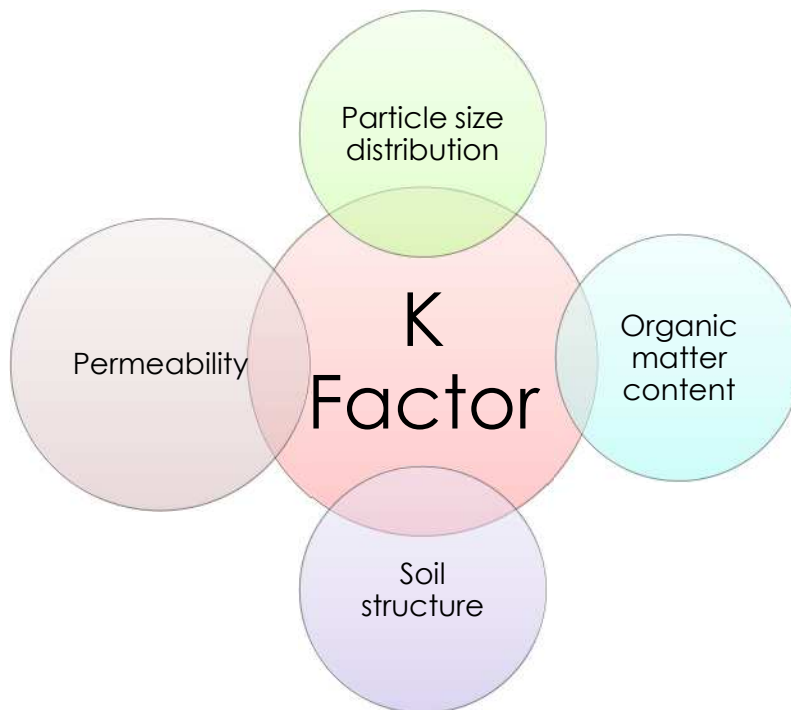 Particle size
distribution
K
Factor
Permeability
Organic
matter
content
Soil
structure